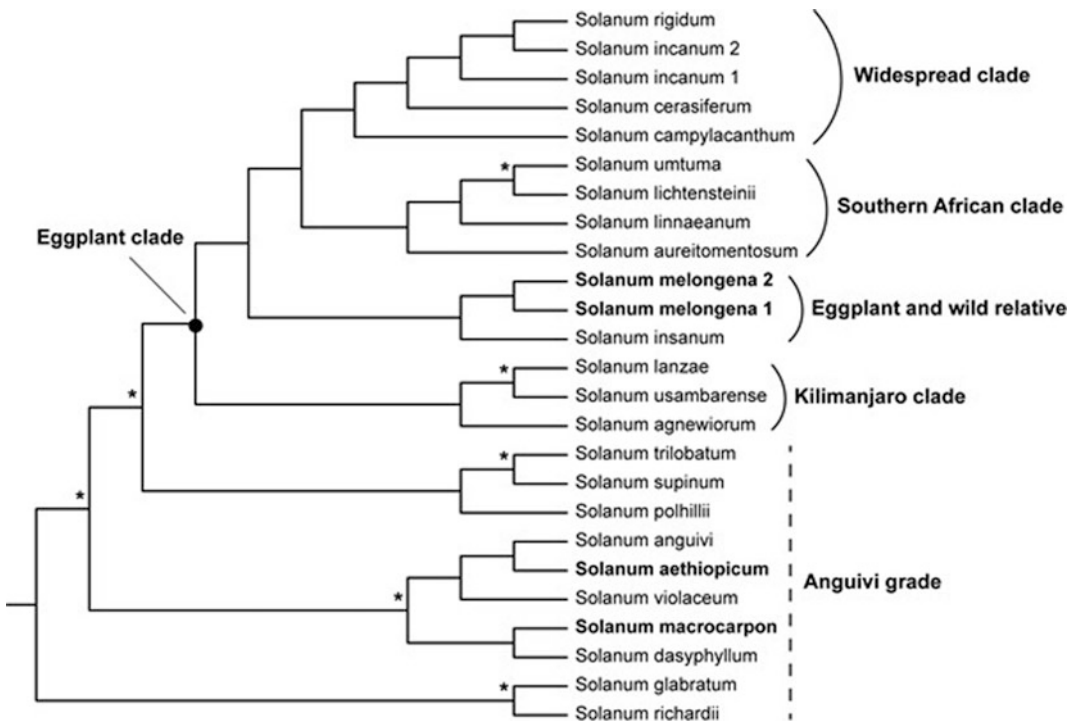 Solanum rigidum
Solanum incanum 2
Solanum incanum 1
Widespread clade
Solanum cerasiferum
Solanum campylacanthum
* Solanum umtuma
Solanum lichtensteinii
Southern African clade
Solanum linnaeanum
Eggplant clade
Solanum aureitomentosum
Solanum melongena 2
Solanum melongena 1
Eggplant and wild relative
Solanum insanum
* Solanum lanzae
*
Solanum usambarense
Kilimanjaro clade
Solanum agnewiorum
* Solanum trilobatum
Solanum supinum
*
Solanum polhillii
Solanum anguivi
Solanum aethiopicum
Anguivi grade
*
Solanum violaceum
Solanum macrocarpon
Solanum dasyphyllum
* Solanum glabratum
Solanum richardii